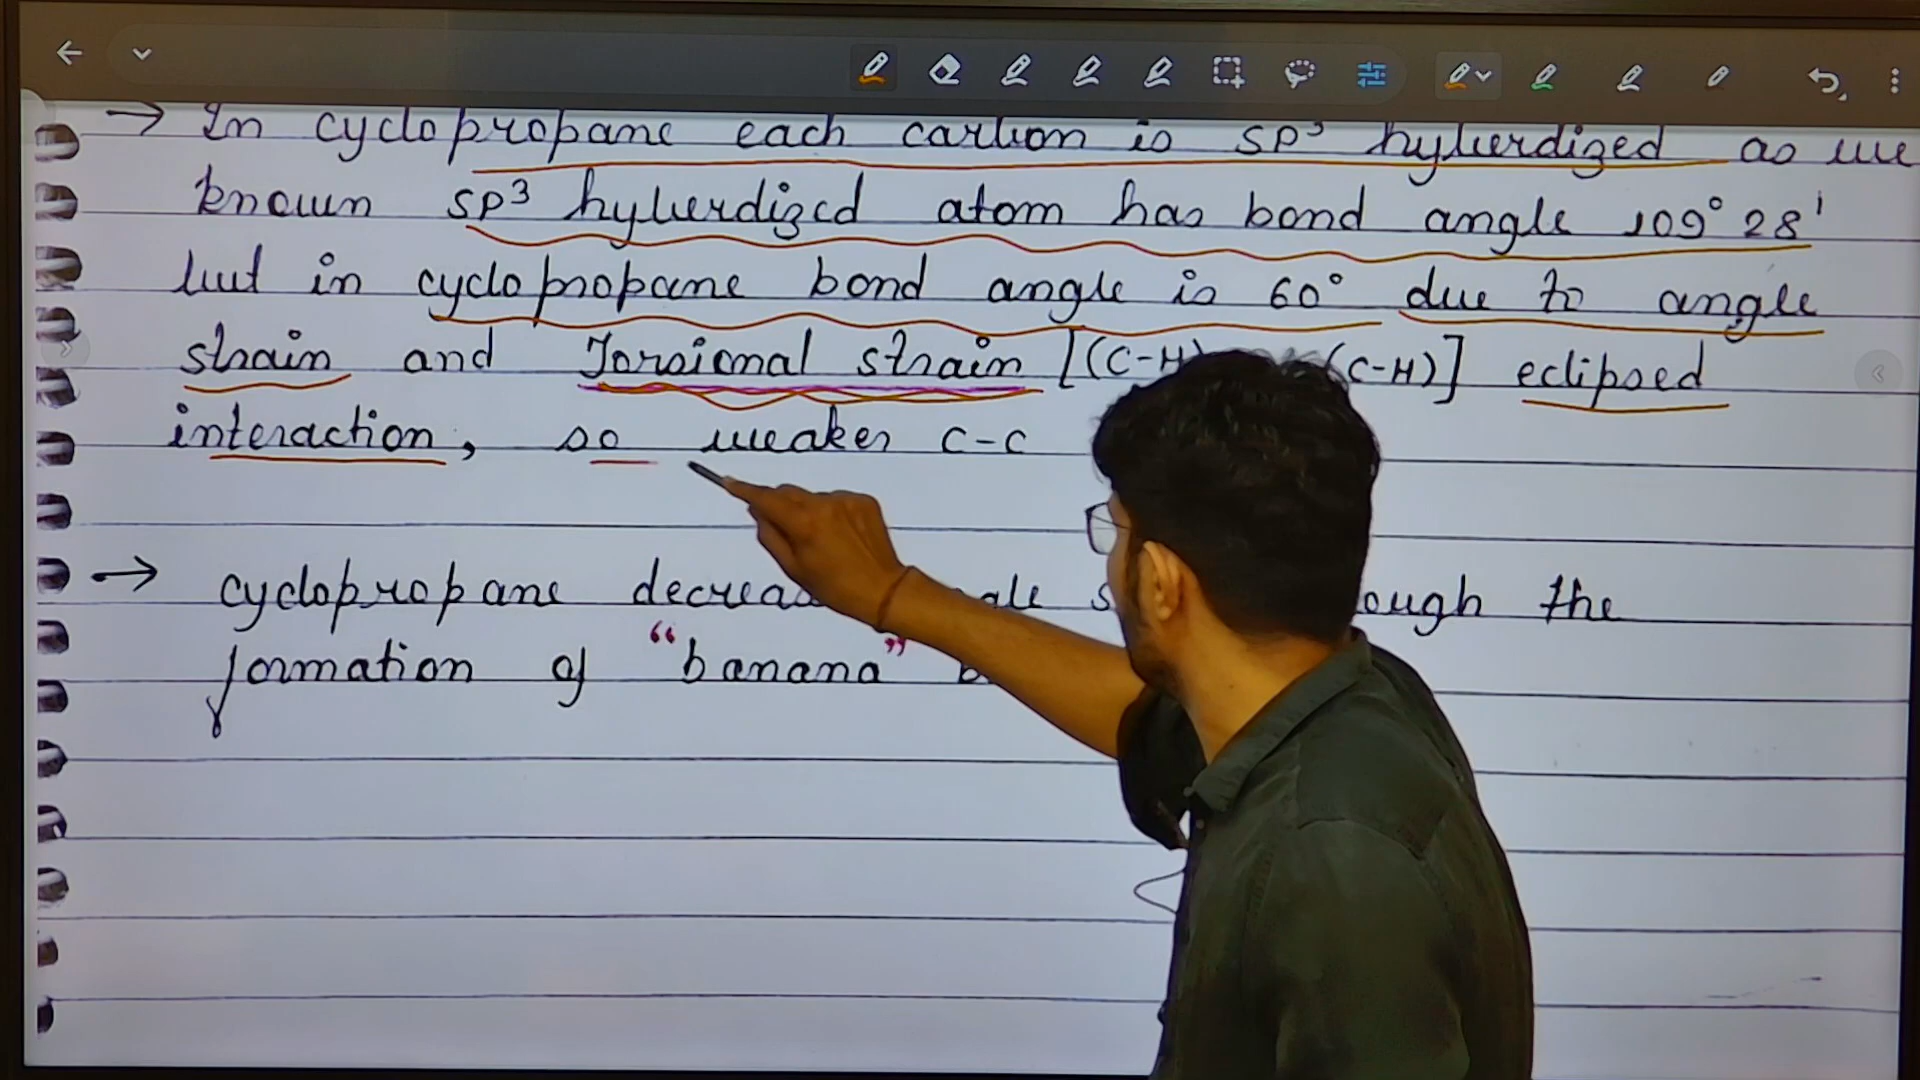 → In cyclopropane each carbon is SP³ hyberdized as we
known SP³ hyberdized atom has bond angle 109° 28'
but in cyclopropane bond angle is 60° due to angle
strain and Torsional strain [(C-H) (C-H)] eclipsed
interaction, so weaker C-C
→ cyclopropane the
formation of "banana"